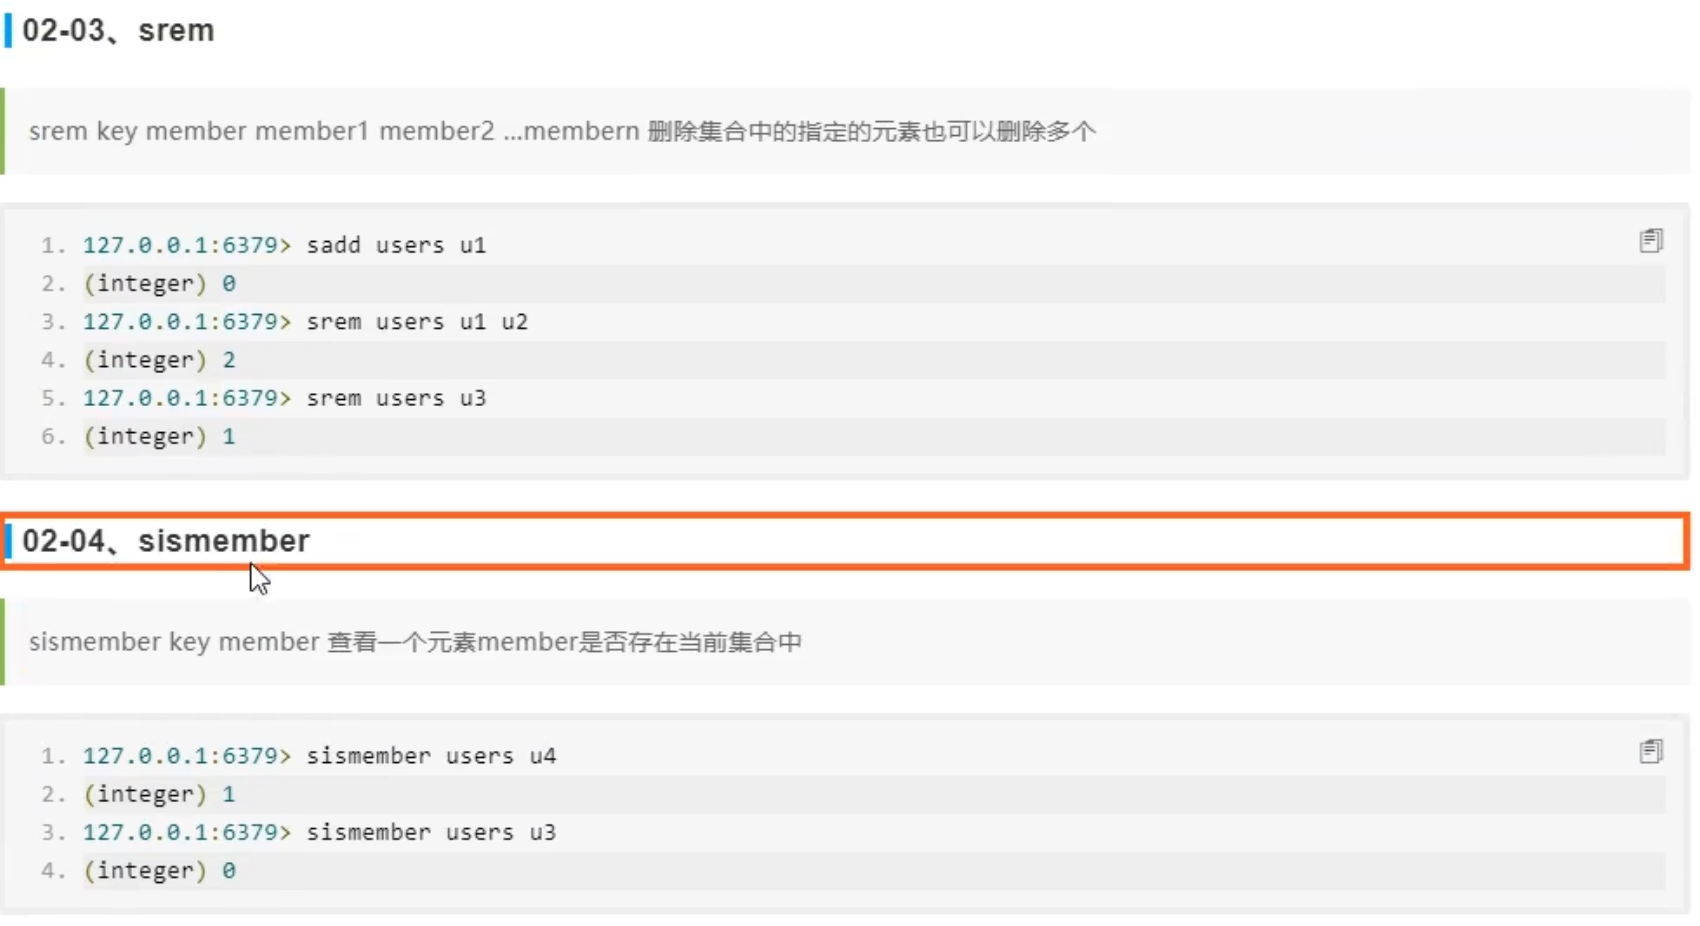 02-03、srem
srem key member member1 member2 ...membern 删除集合中的指定的元素也可以删除多个
1. 127.0.0.1:6379> sadd users u1
2. (integer) 0
3. 127.0.0.1:6379> srem users u1 u2
4. (integer) 2
5. 127.0.0.1:6379> srem users u3
6. (integer) 1
02-04、sismember
sismember key member 查看一个元素member是否存在当前集合中
1. 127.0.0.1:6379> sismember users u4
2. (integer) 1
3. 127.0.0.1:6379> sismember users u3
4. (integer) 0